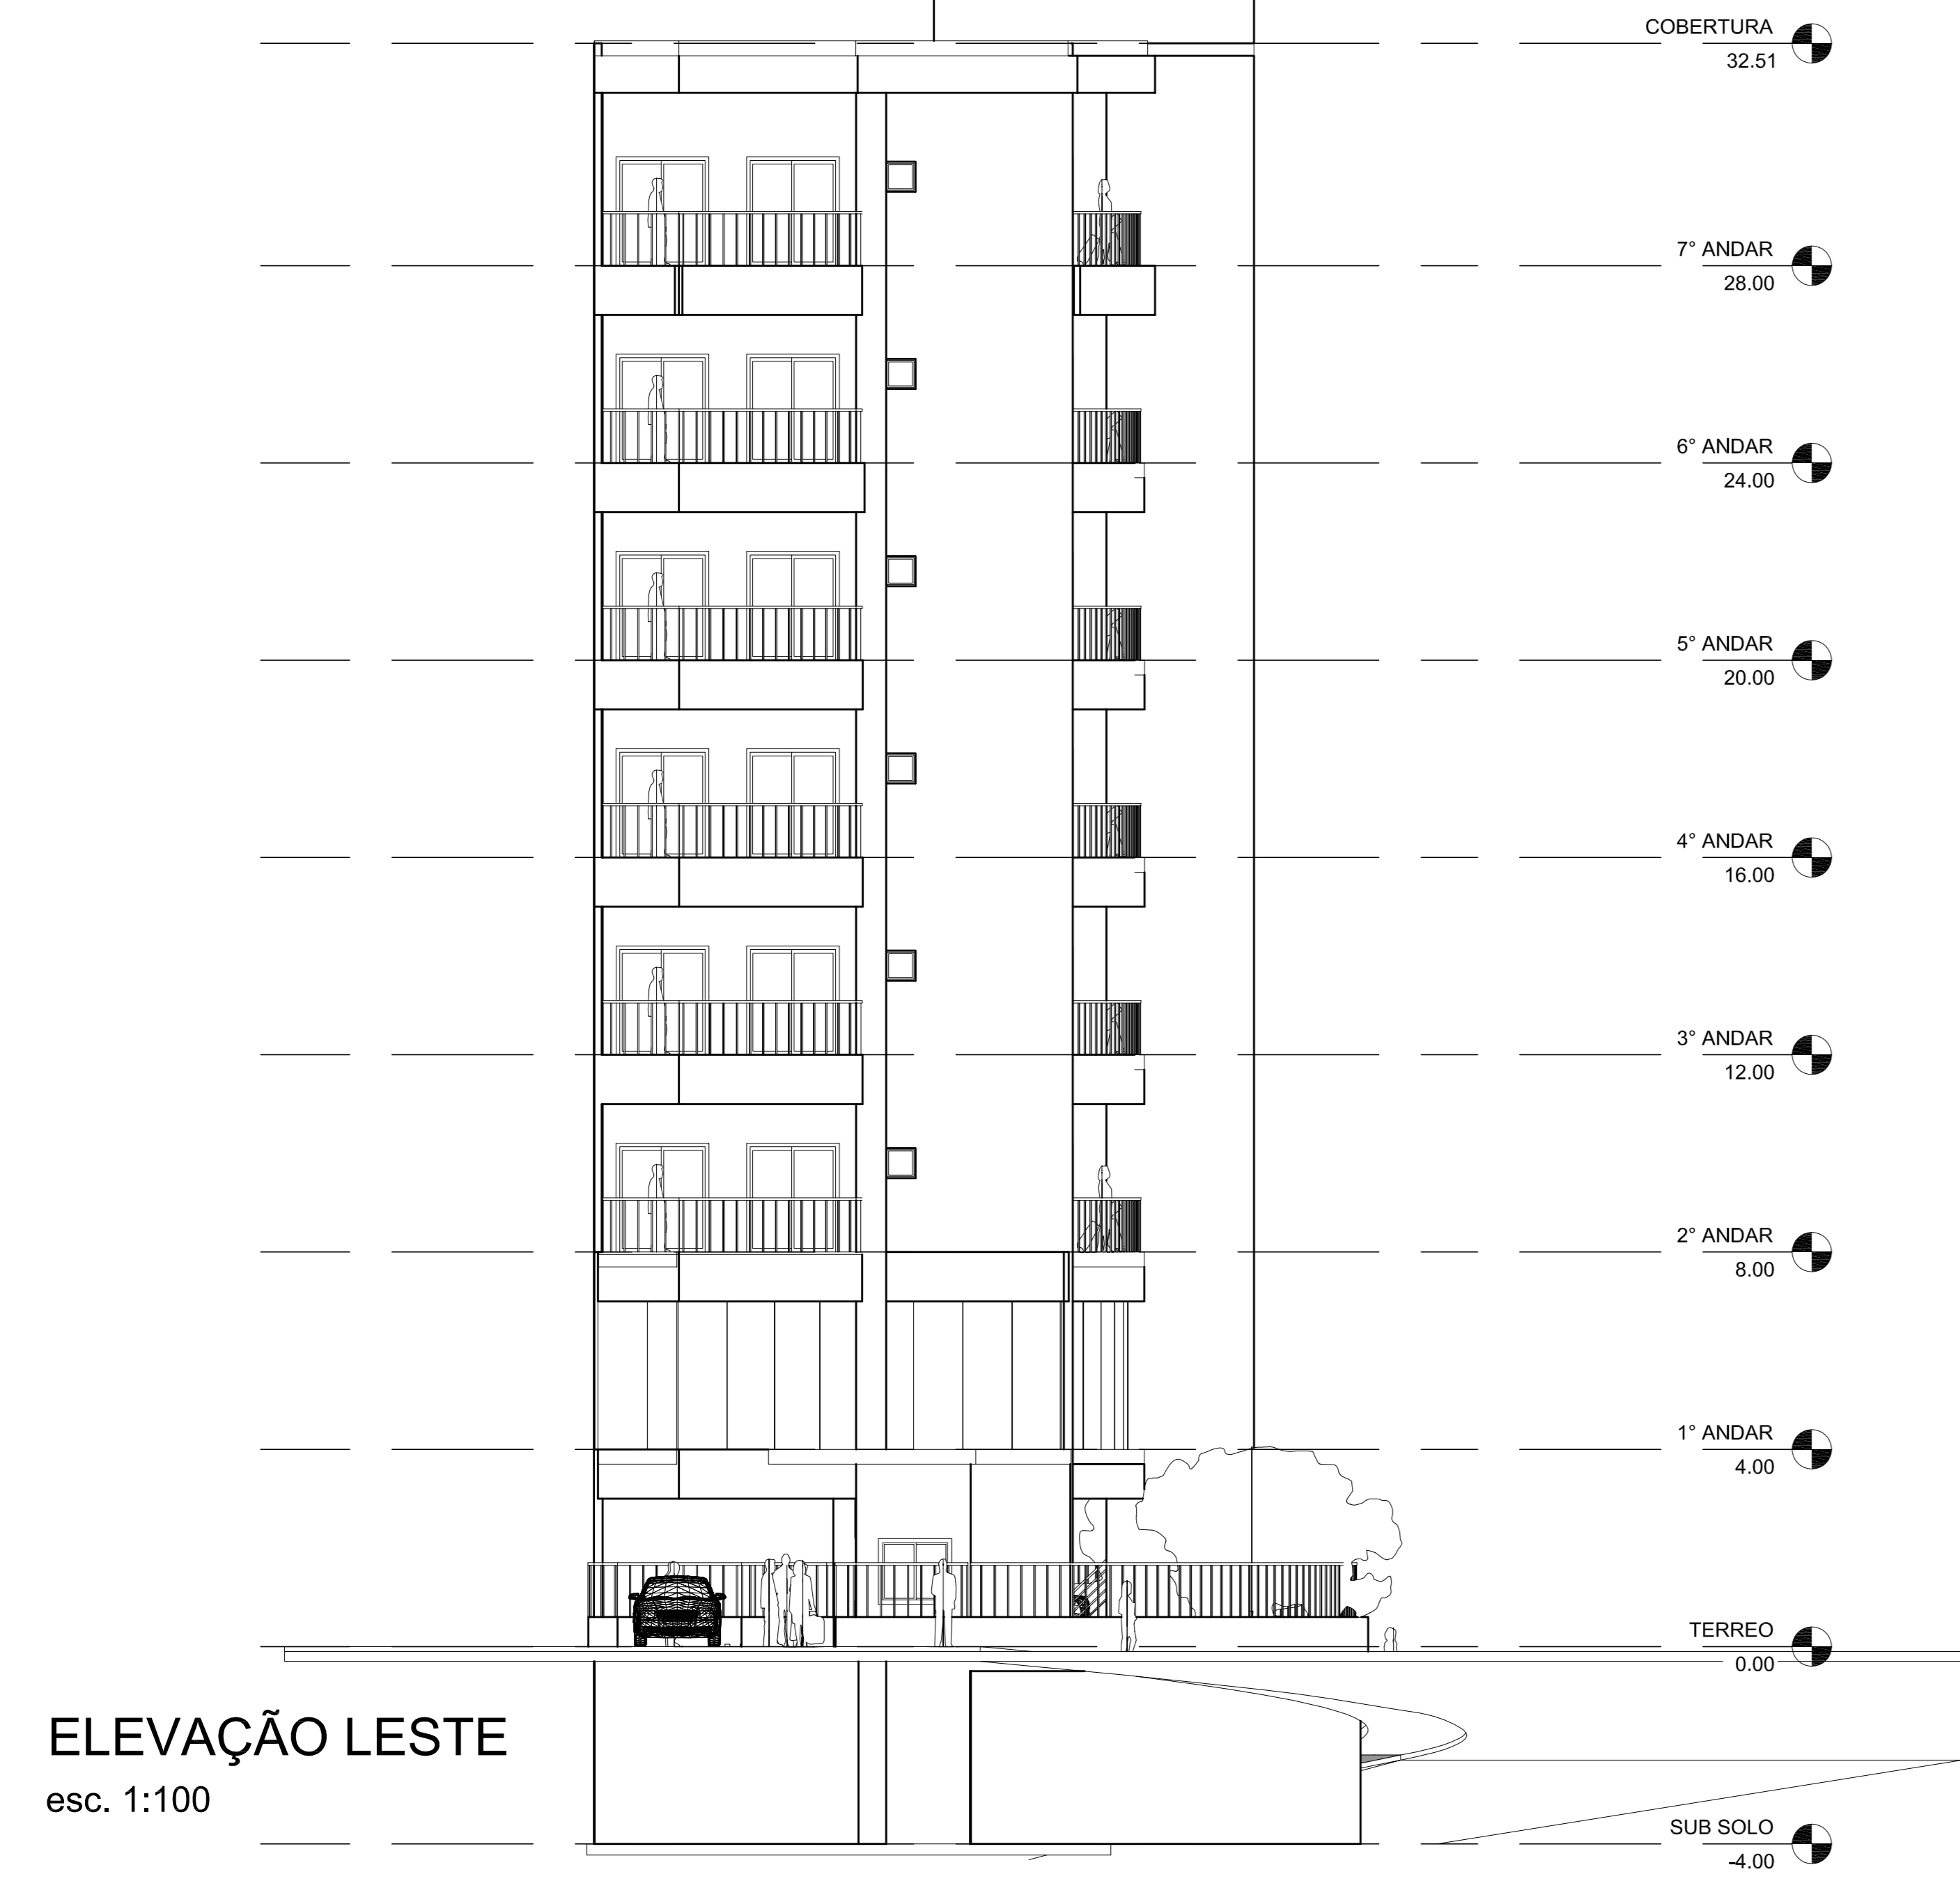 COBERTURA
32.51
7° ANDAR
28.00
6° ANDAR
24.00
5° ANDAR
20.00
4° ANDAR
16.00
3° ANDAR
12.00
2° ANDAR
8.00
1° ANDAR
4.00
TERREO
0.00
ELEVAÇÃO LESTE
esc. 1:100
SUB SOLO
-4.00